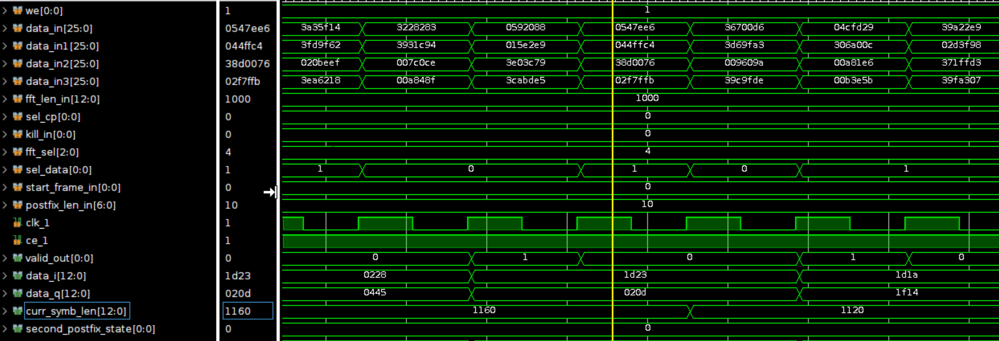 we[0:0] 1 1
data_in[25:0] 0547ee6 3a35f14 3228283 0592088 0547ee6 36700d6 04cfd29 39a22e9
data_in1[25:0] 044ffc4 3fd9f62 3931c94 015e2e9 044ffc4 3d69fa3 306a00c 02d3f98
data_in2[25:0] 38d0076 020beef 007c0ce 3e03c79 38d0076 009609a 00a81e6 371ffd3
data_in3[25:0] 02f7ffb 3ea6218 00a848f 3cabde5 02f7ffb 39c9fde 00b3e5b 39fa307
fft_len_in[12:0] 1000 1000
sel_cp[0:0] 0 0
kill_in[0:0] 0 0
fft_sel[2:0] 4 4
sel_data[0:0] 1 1 0 1 0 1
start_frame_in[0:0] 0 0
postfix_len_in[6:0] 10 10
clk_1 1
ce_1 1
valid_out[0:0] 0 0 1 0 1 0
data_i[12:0] 1d23 0228 1d23 1d1a
data_q[12:0] 020d 0445 020d 1f14
curr_symb_len[12:0] 1160 1160 1120
second_postfix_state[0:0] 0 0